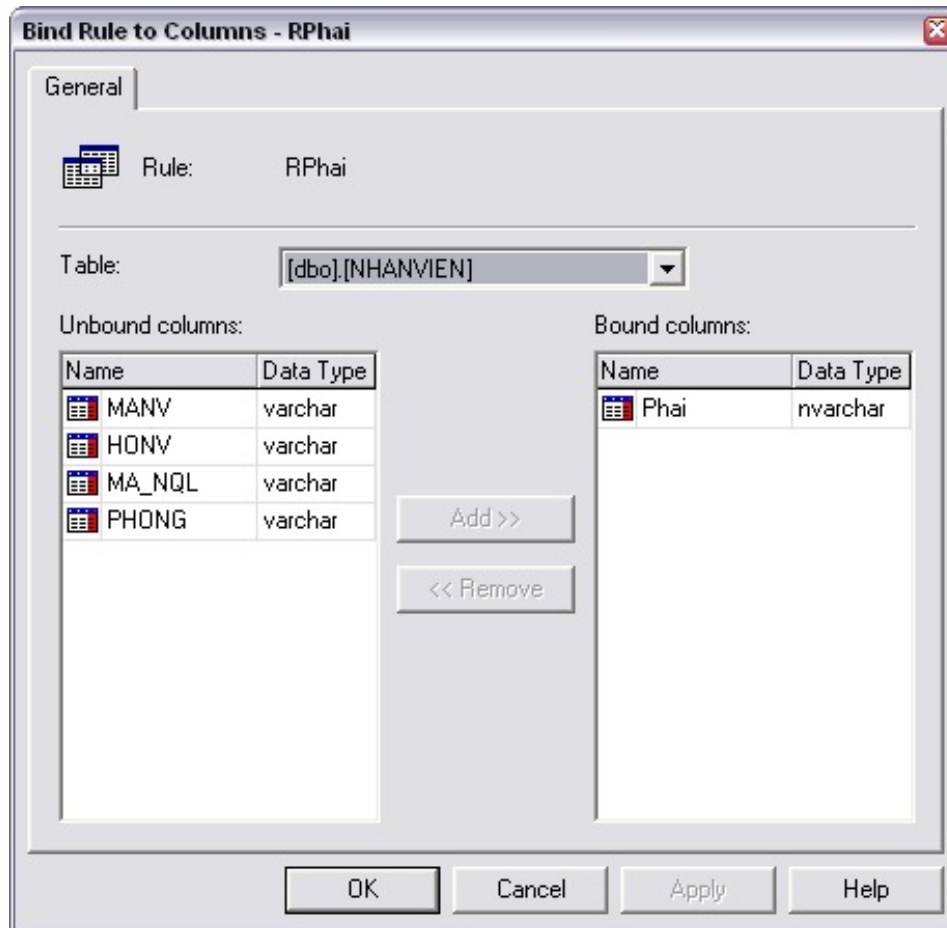 Bind Rule to Columns - RPhai
General
Rule: RPhai
Table: [dbo].[NHANVIEN]
Unbound columns:
Name Data Type
MANV varchar
HONV varchar
MA_NQL varchar
PHONG varchar
Add >>
<< Remove
Bound columns:
Name Data Type
Phai nvarchar
OK Cancel Apply Help